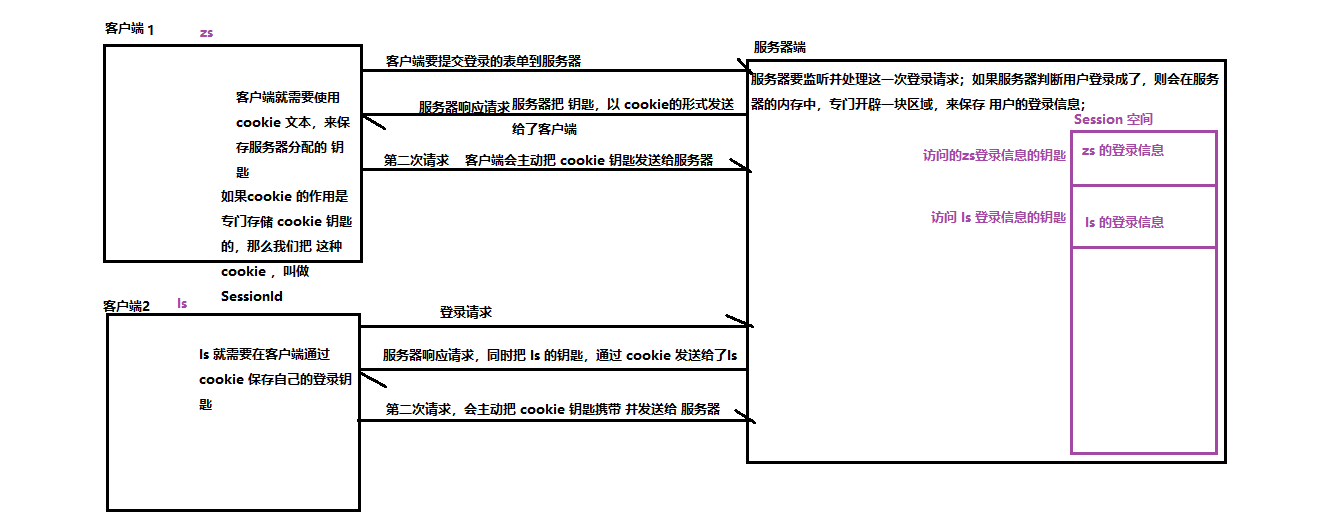 客户端 1
zs
客户端就需要使用
cookie 文本，来保
存服务器分配的 钥
匙
如果cookie 的作用是
专门存储 cookie 钥匙
的，那么我们把 这种
cookie ，叫做
SessionId
客户端要提交登录的表单到服务器
服务器响应请求 服务器把 钥匙，以 cookie的形式发送
给了客户端
第二次请求 客户端会主动把 cookie 钥匙发送给服务器
服务器端
服务器要监听并处理这一次登录请求；如果服务器判断用户登录成了，则会在服务
器的内存中，专门开辟一块区域，来保存 用户的登录信息；
Session 空间
访问的zs登录信息的钥匙
zs 的登录信息
访问 ls 登录信息的钥匙
ls 的登录信息
客户端2
ls
ls 就需要在客户端通过
cookie 保存自己的登录钥
匙
登录请求
服务器响应请求，同时把 ls 的钥匙，通过 cookie 发送给了ls
第二次请求，会主动把 cookie 钥匙携带 并发送给 服务器